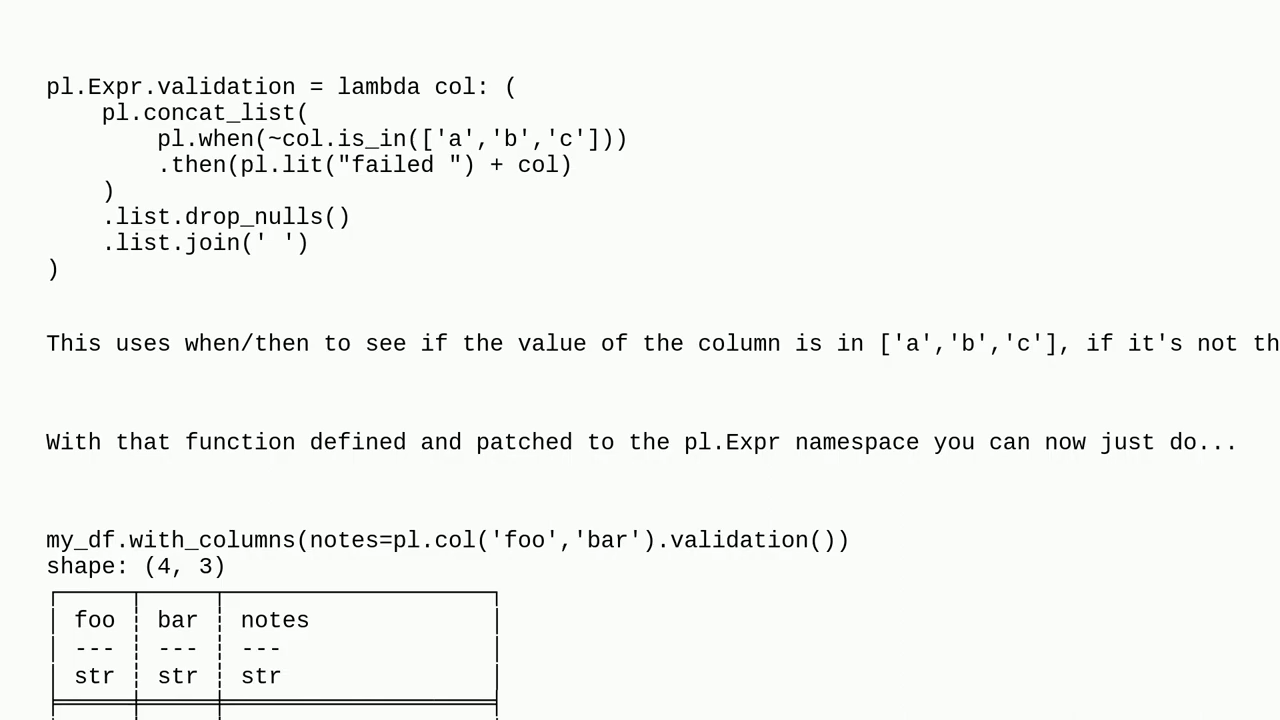 pl.Expr.validation = lambda col: (
    pl.concat_list(
        pl.when(~col.is_in(['a','b','c']))
        .then(pl.lit("failed ") + col)
    )
    .list.drop_nulls()
    .list.join(' ')
)
This uses when/then to see if the value of the column is in ['a','b','c'], if it's not
With that function defined and patched to the pl.Expr namespace you can now just do...
my_df.with_columns(notes=pl.col('foo','bar').validation())
shape: (4, 3)
foo bar notes
--- --- ---
str str str